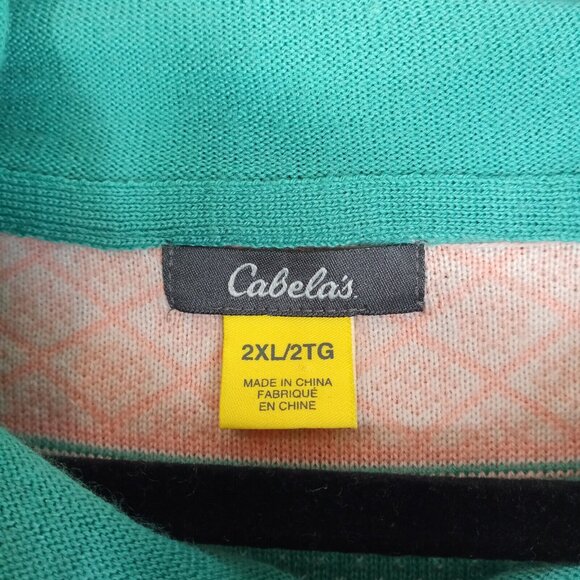 Cabela's
2XL/2TG
MADE IN CHINA
FABRIQUÉ
EN CHINE